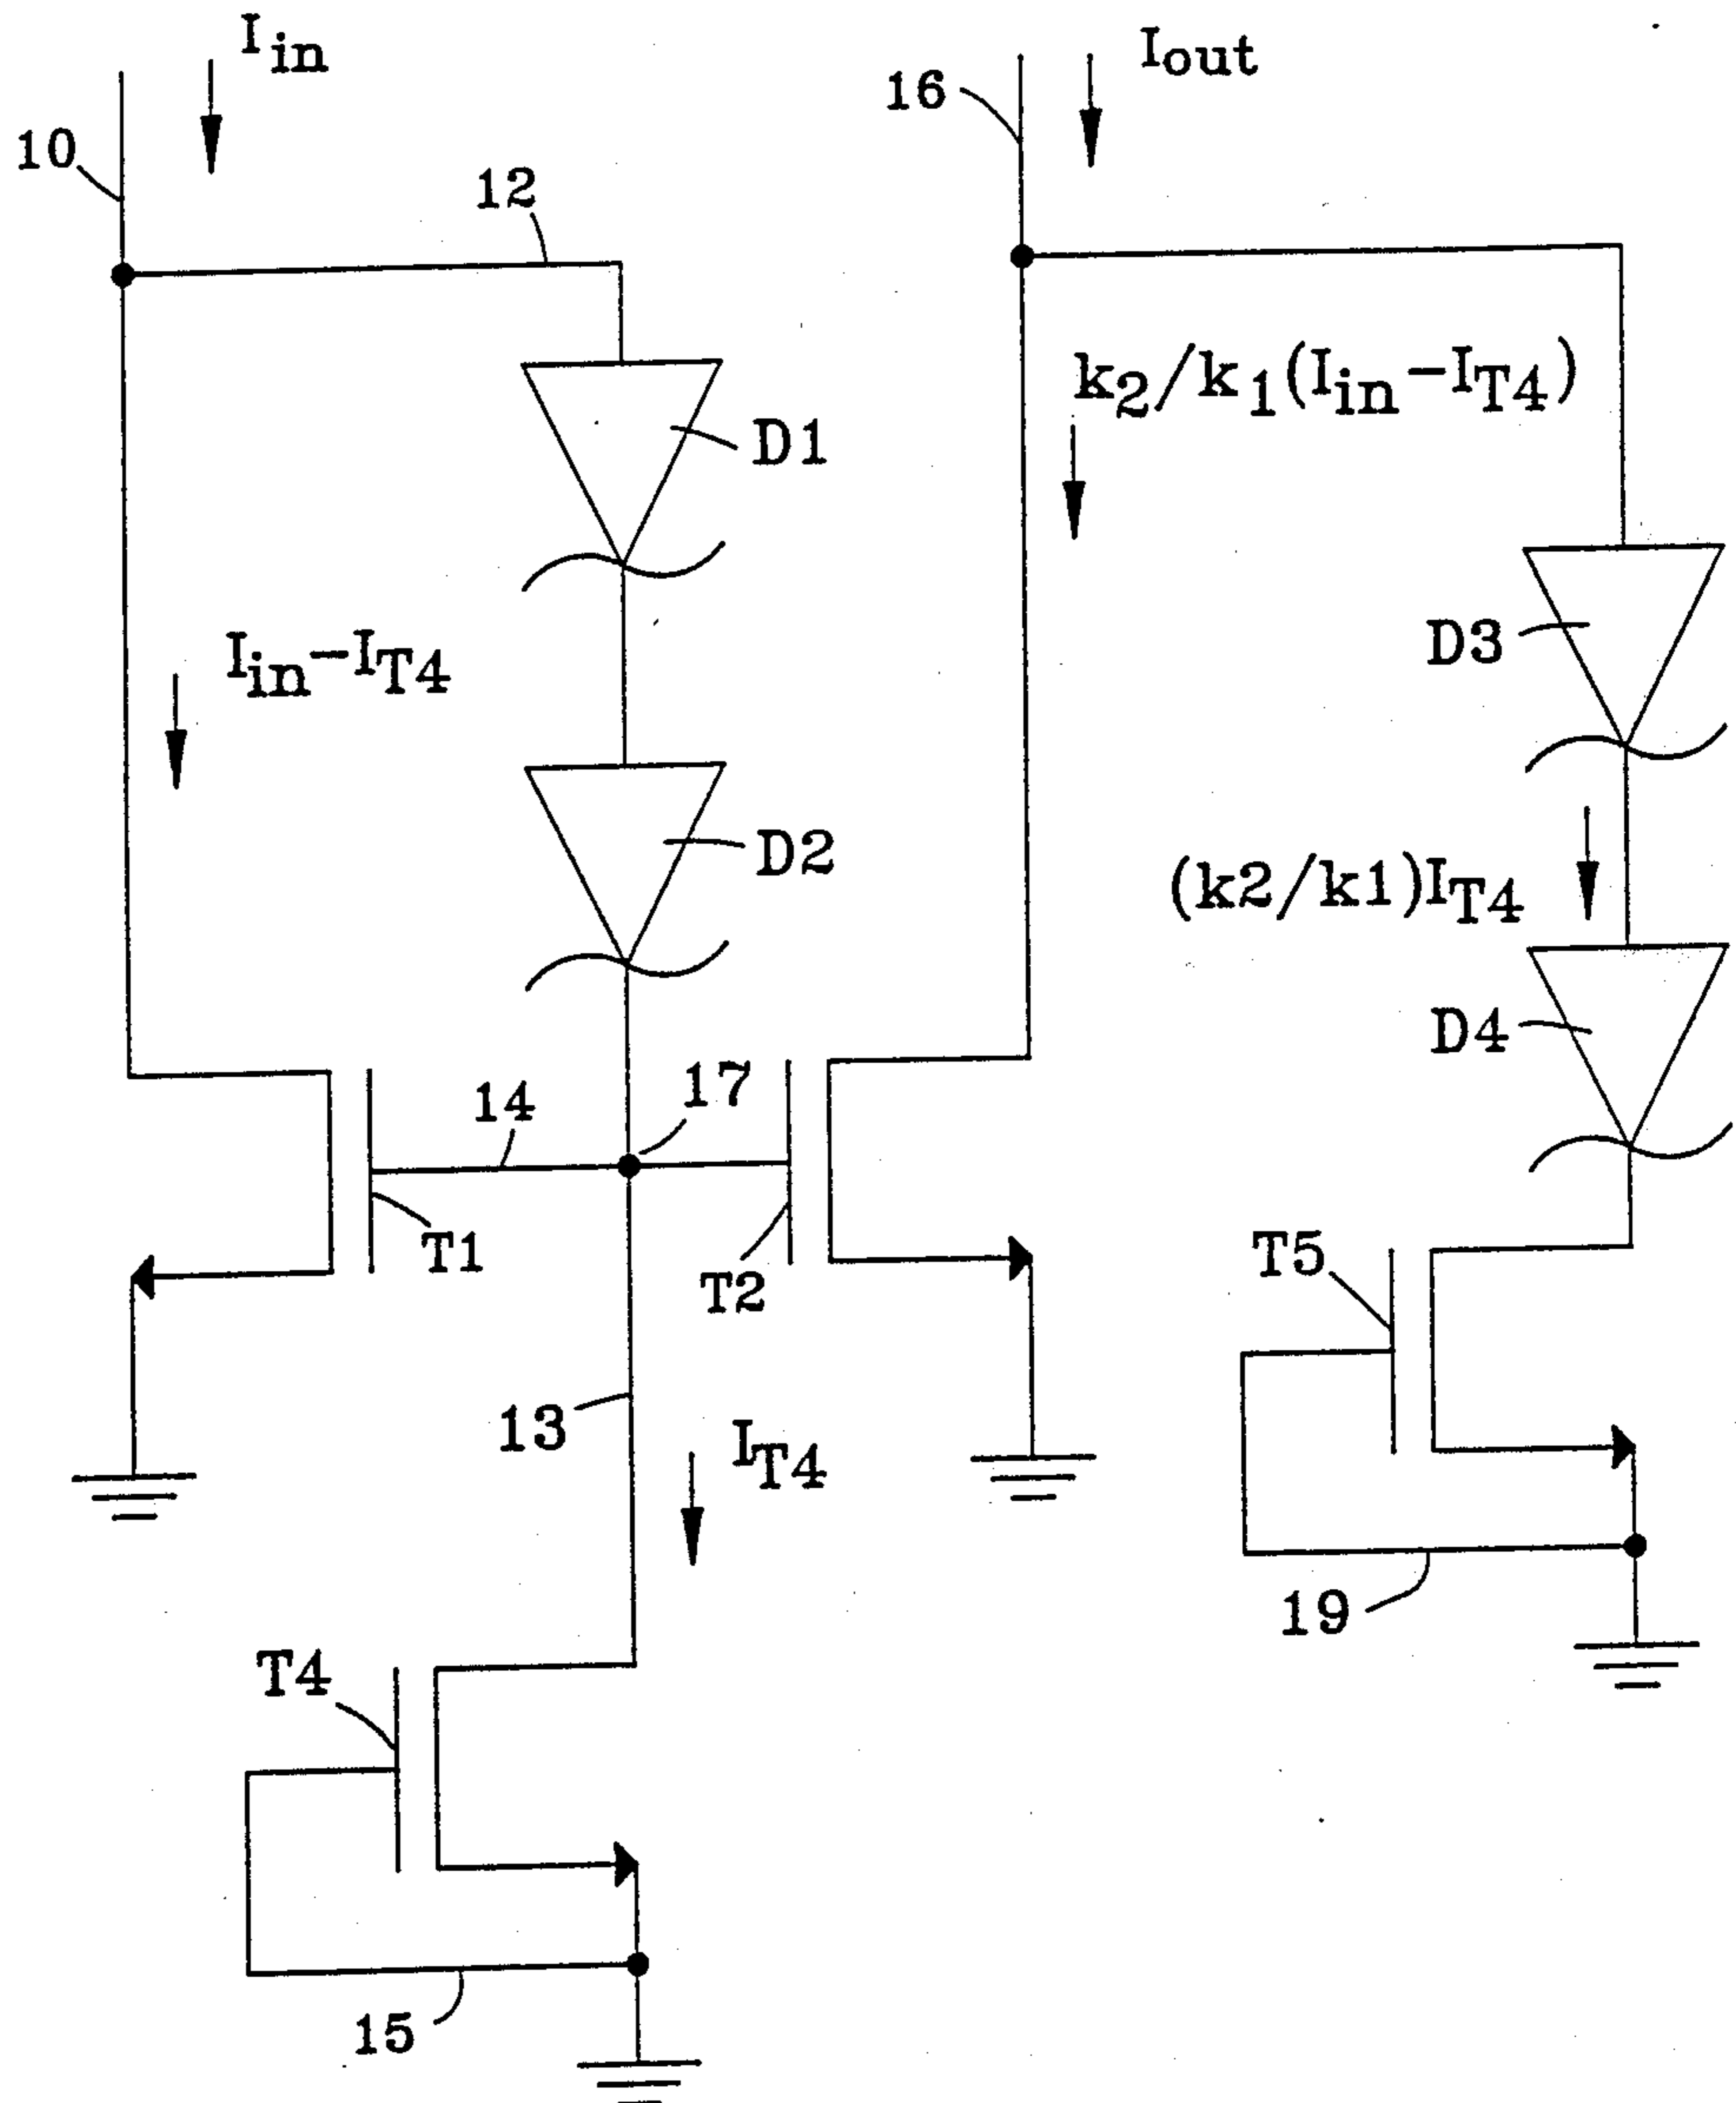 Iin
Iout
16
10
12
k2/k1(Iin-IT4)
D1
D3
Iin-IT4
D2
(k2/k1)IT4
D4
17
14
T1
T2
T5
13
IT4
19
T4
15